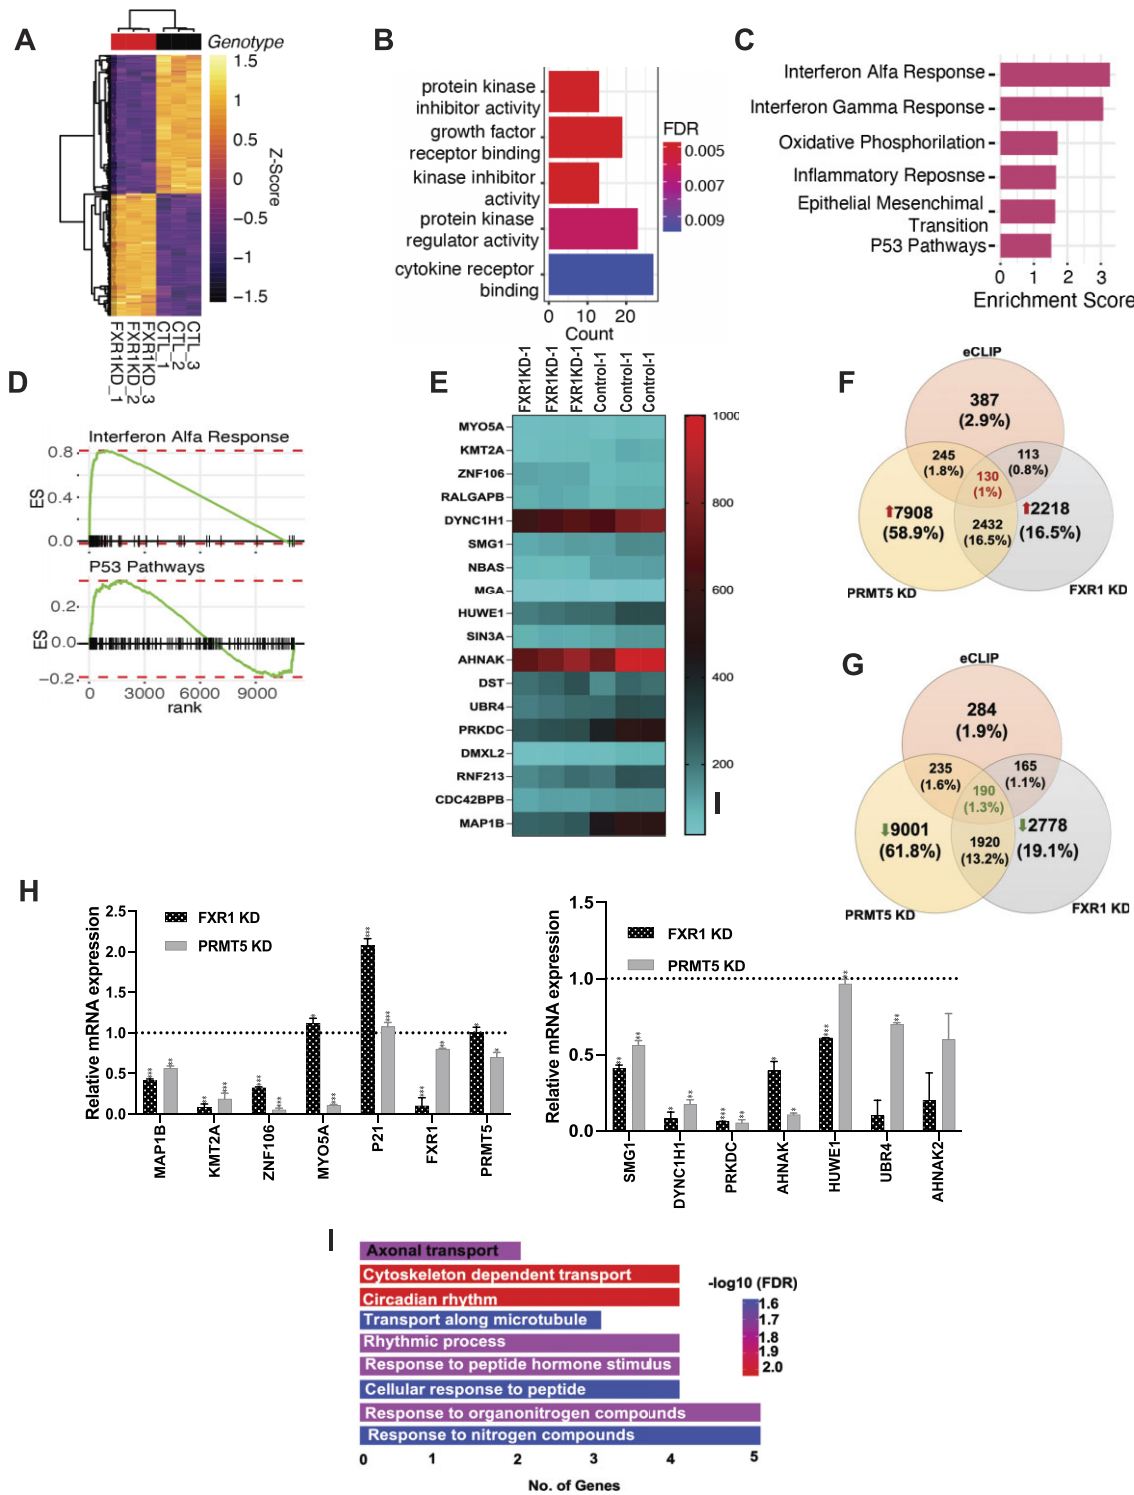 A
Genotype
1.5
1
0.5
0
−0.5
−1
−1.5
Z-Score
FXR1KD_1
FXR1KD_2
FXR1KD_3
CTL_1
CTL_2
CTL_3
B
protein kinase
inhibitor activity
growth factor
receptor binding
kinase inhibitor
activity
protein kinase
regulator activity
cytokine receptor
binding
0 10 20
Count
FDR
0.005
0.007
0.009
C
Interferon Alfa Response
Interferon Gamma Response
Oxidative Phosphorilation
Inflammatory Reposnse
Epithelial Mesenchimal
Transition
P53 Pathways
0 1 2 3
Enrichment Score
D
Interferon Alfa Response
0.8
0.4
0.0
ES
P53 Pathways
0.2
0.0
−0.2
ES
0 3000 6000 9000
rank
E
FXR1KD-1
FXR1KD-1
FXR1KD-1
Control-1
Control-1
Control-1
MYO5A
KMT2A
ZNF106
RALGAPB
DYNC1H1
SMG1
NBAS
MGA
HUWE1
SIN3A
AHNAK
DST
UBR4
PRKDC
DMXL2
RNF213
CDC42BPB
MAP1B
1000
800
600
400
200
I
F
eCLIP
387
(2.9%)
245
(1.8%)
113
(0.8%)
130
(1%)
7908
(58.9%)
2432
(16.5%)
2218
(16.5%)
PRMT5 KD
FXR1 KD
G
eCLIP
284
(1.9%)
235
(1.6%)
165
(1.1%)
190
(1.3%)
9001
(61.8%)
1920
(13.2%)
2778
(19.1%)
PRMT5 KD
FXR1 KD
H
Relative mRNA expression
2.5
2.0
1.5
1.0
0.5
0.0
FXR1 KD
PRMT5 KD
MAP1B
KMT2A
ZNF106
MYO5A
P21
FXR1
PRMT5
Relative mRNA expression
1.5
1.0
0.5
0.0
FXR1 KD
PRMT5 KD
SMG1
DYNC1H1
PRKDC
AHNAK
HUWE1
UBR4
AHNAK2
I
Axonal transport
Cytoskeleton dependent transport
Circadian rhythm
Transport along microtubule
Rhythmic process
Response to peptide hormone stimulus
Cellular response to peptide
Response to organonitrogen compounds
Response to nitrogen compounds
0 1 2 3 4 5
No. of Genes
-log10 (FDR)
1.6
1.7
1.8
1.9
2.0